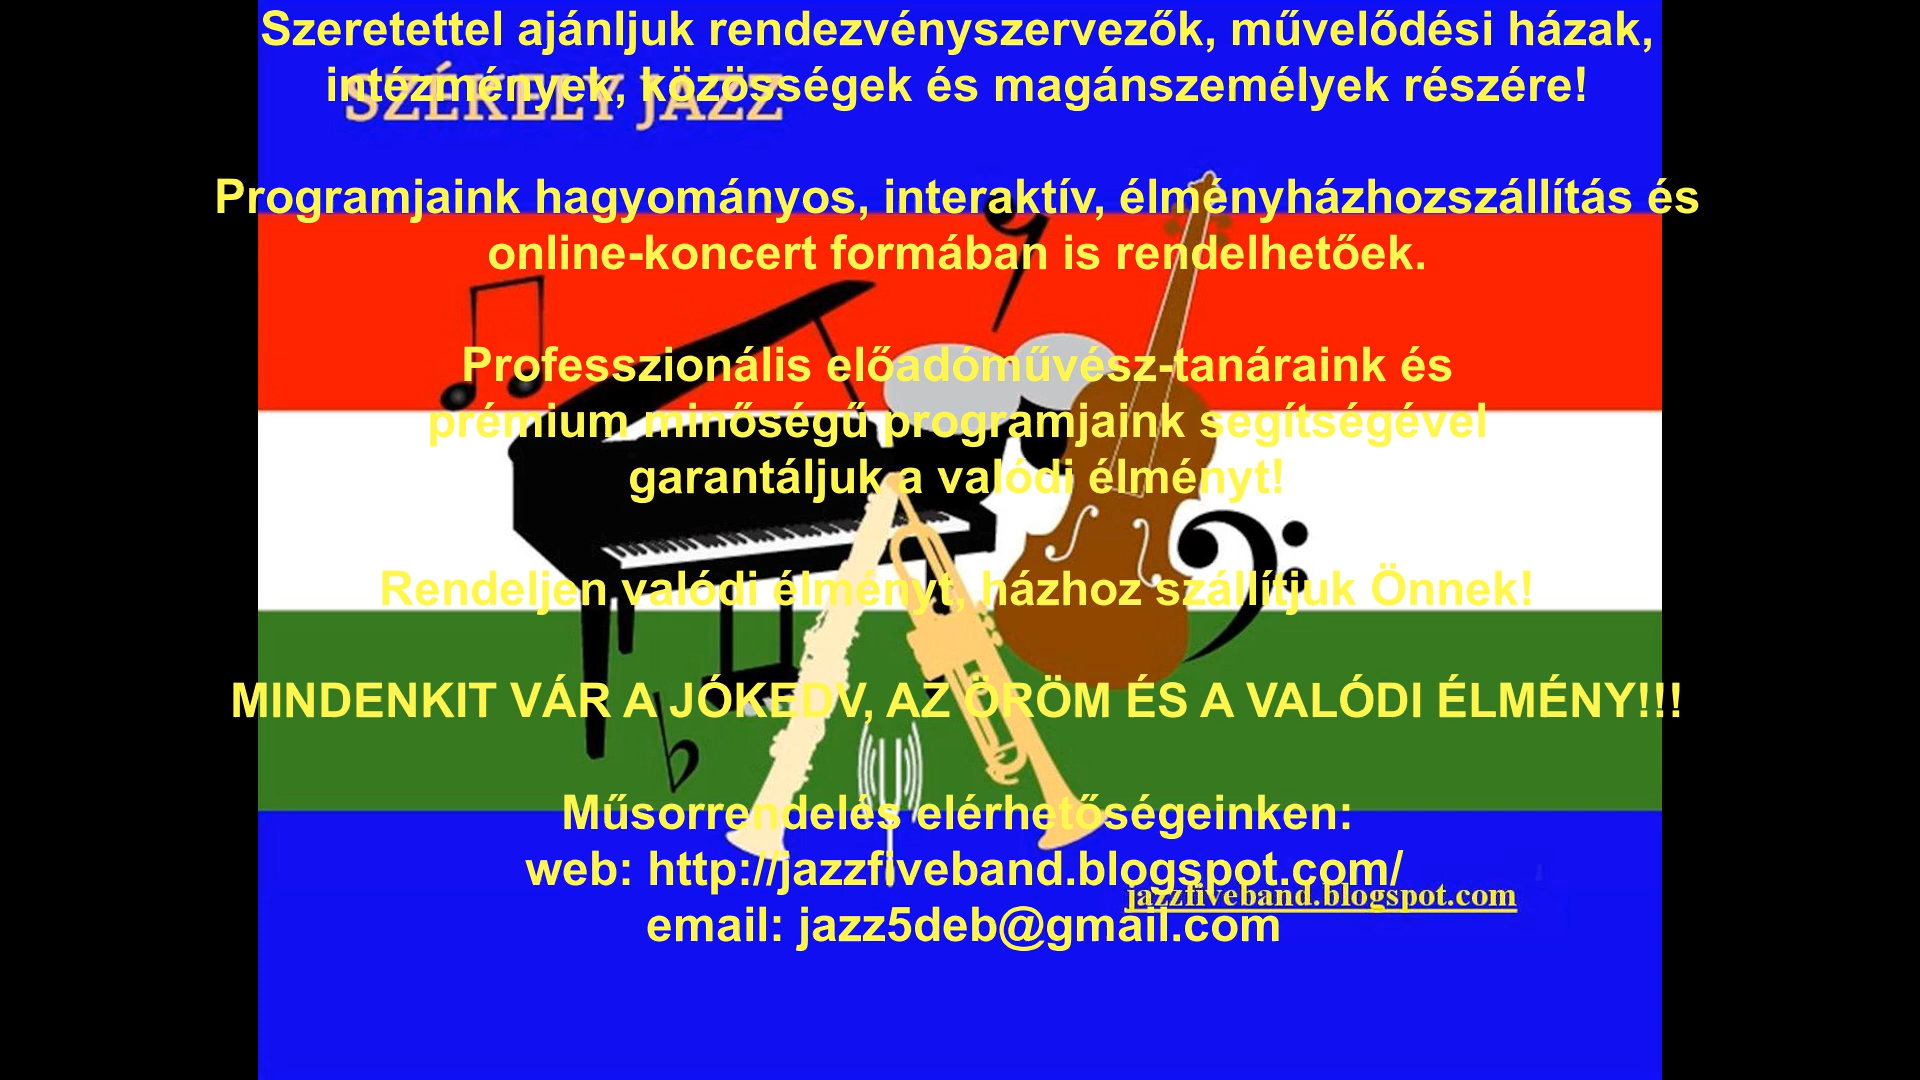 Szeretettel ajánljuk rendezvényszervezők, művelődési házak,
intézmények, közösségek és magánszemélyek részére!
SZÉKELY JAZZ
Programjaink hagyományos, interaktív, élményházhozszállítás és
online-koncert formában is rendelhetőek.
Professzionális előadóművész-tanáraink és
prémium minőségű programjaink segítségével
garantáljuk a valódi élményt!
Rendeljen valódi élményt, házhoz szállítjuk Önnek!
MINDENKIT VÁR A JÓKEDV, AZ ÖRÖM ÉS A VALÓDI ÉLMÉNY!!!
Műsorrendelés elérhetőségeinken:
web: http://jazzfiveband.blogspot.com/
jazzfiveband.blogspot.com
email: jazz5deb@gmail.com